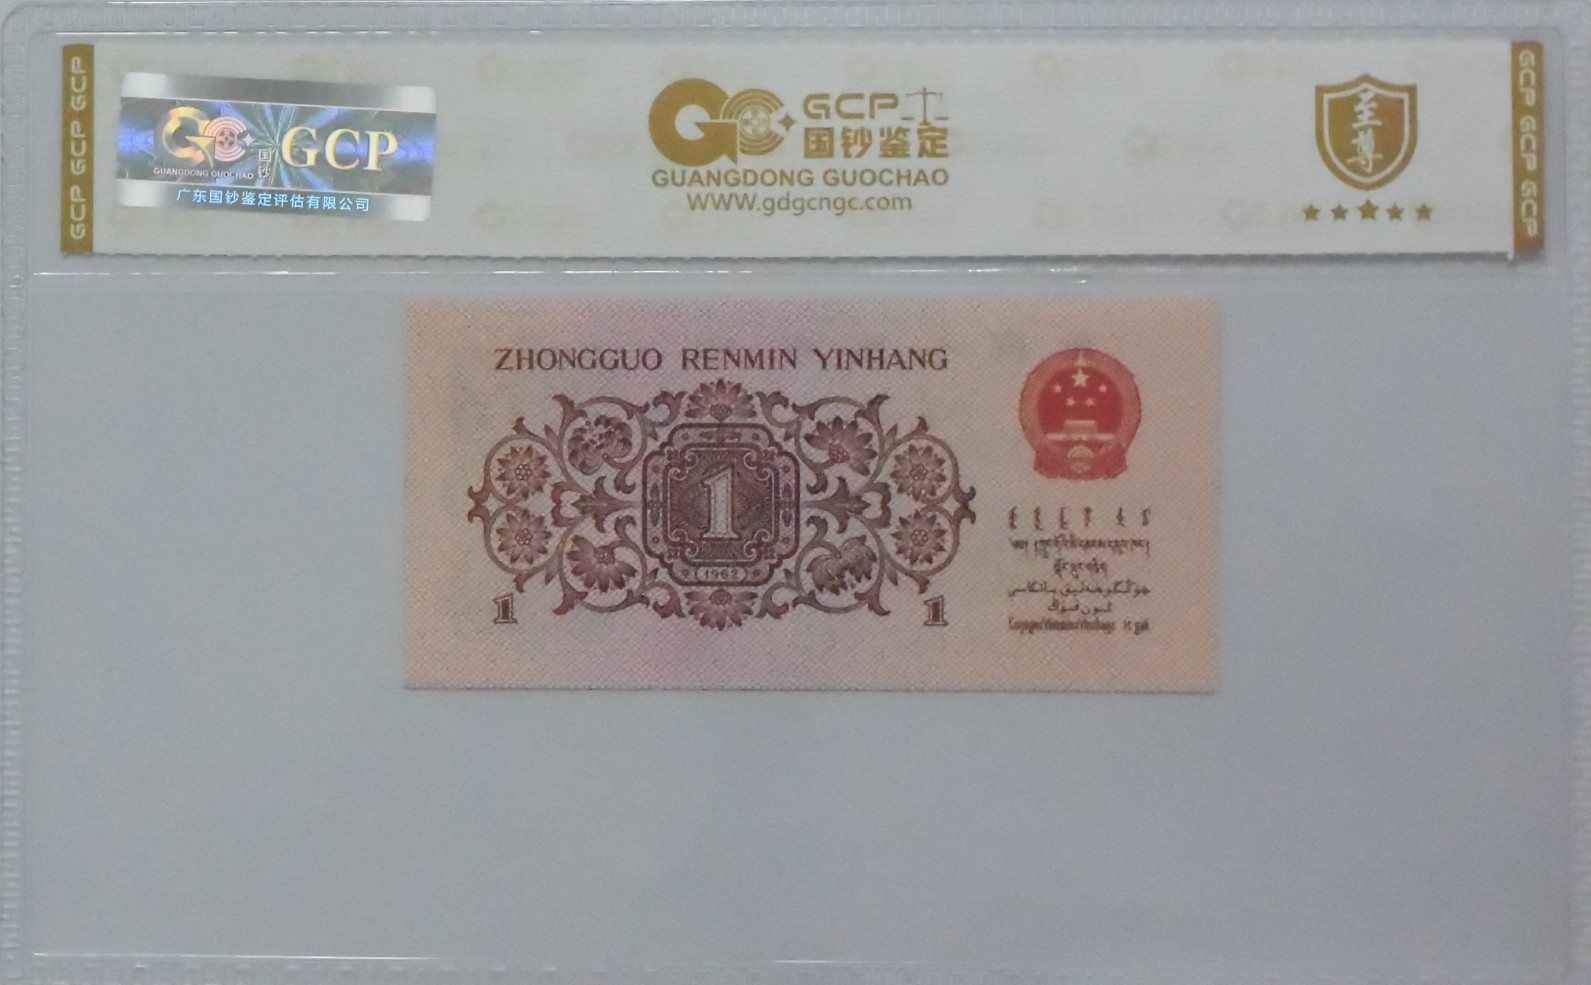 GCP GCP GCP
GUANGDONG GUOCHAO
国钞
GCP
广东国钞鉴定评估有限公司
GCP
国钞鉴定
GUANGDONG GUOCHAO
WWW.gdgcngc.com
至尊
GCP GCP GCP
ZHONGGUO RENMIN YINHANG
1
(1962)
1
1